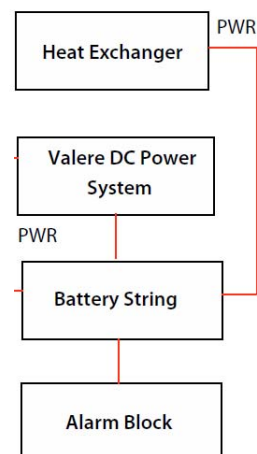 PWR
Heat Exchanger
Valere DC Power
System
PWR
Battery String
Alarm Block